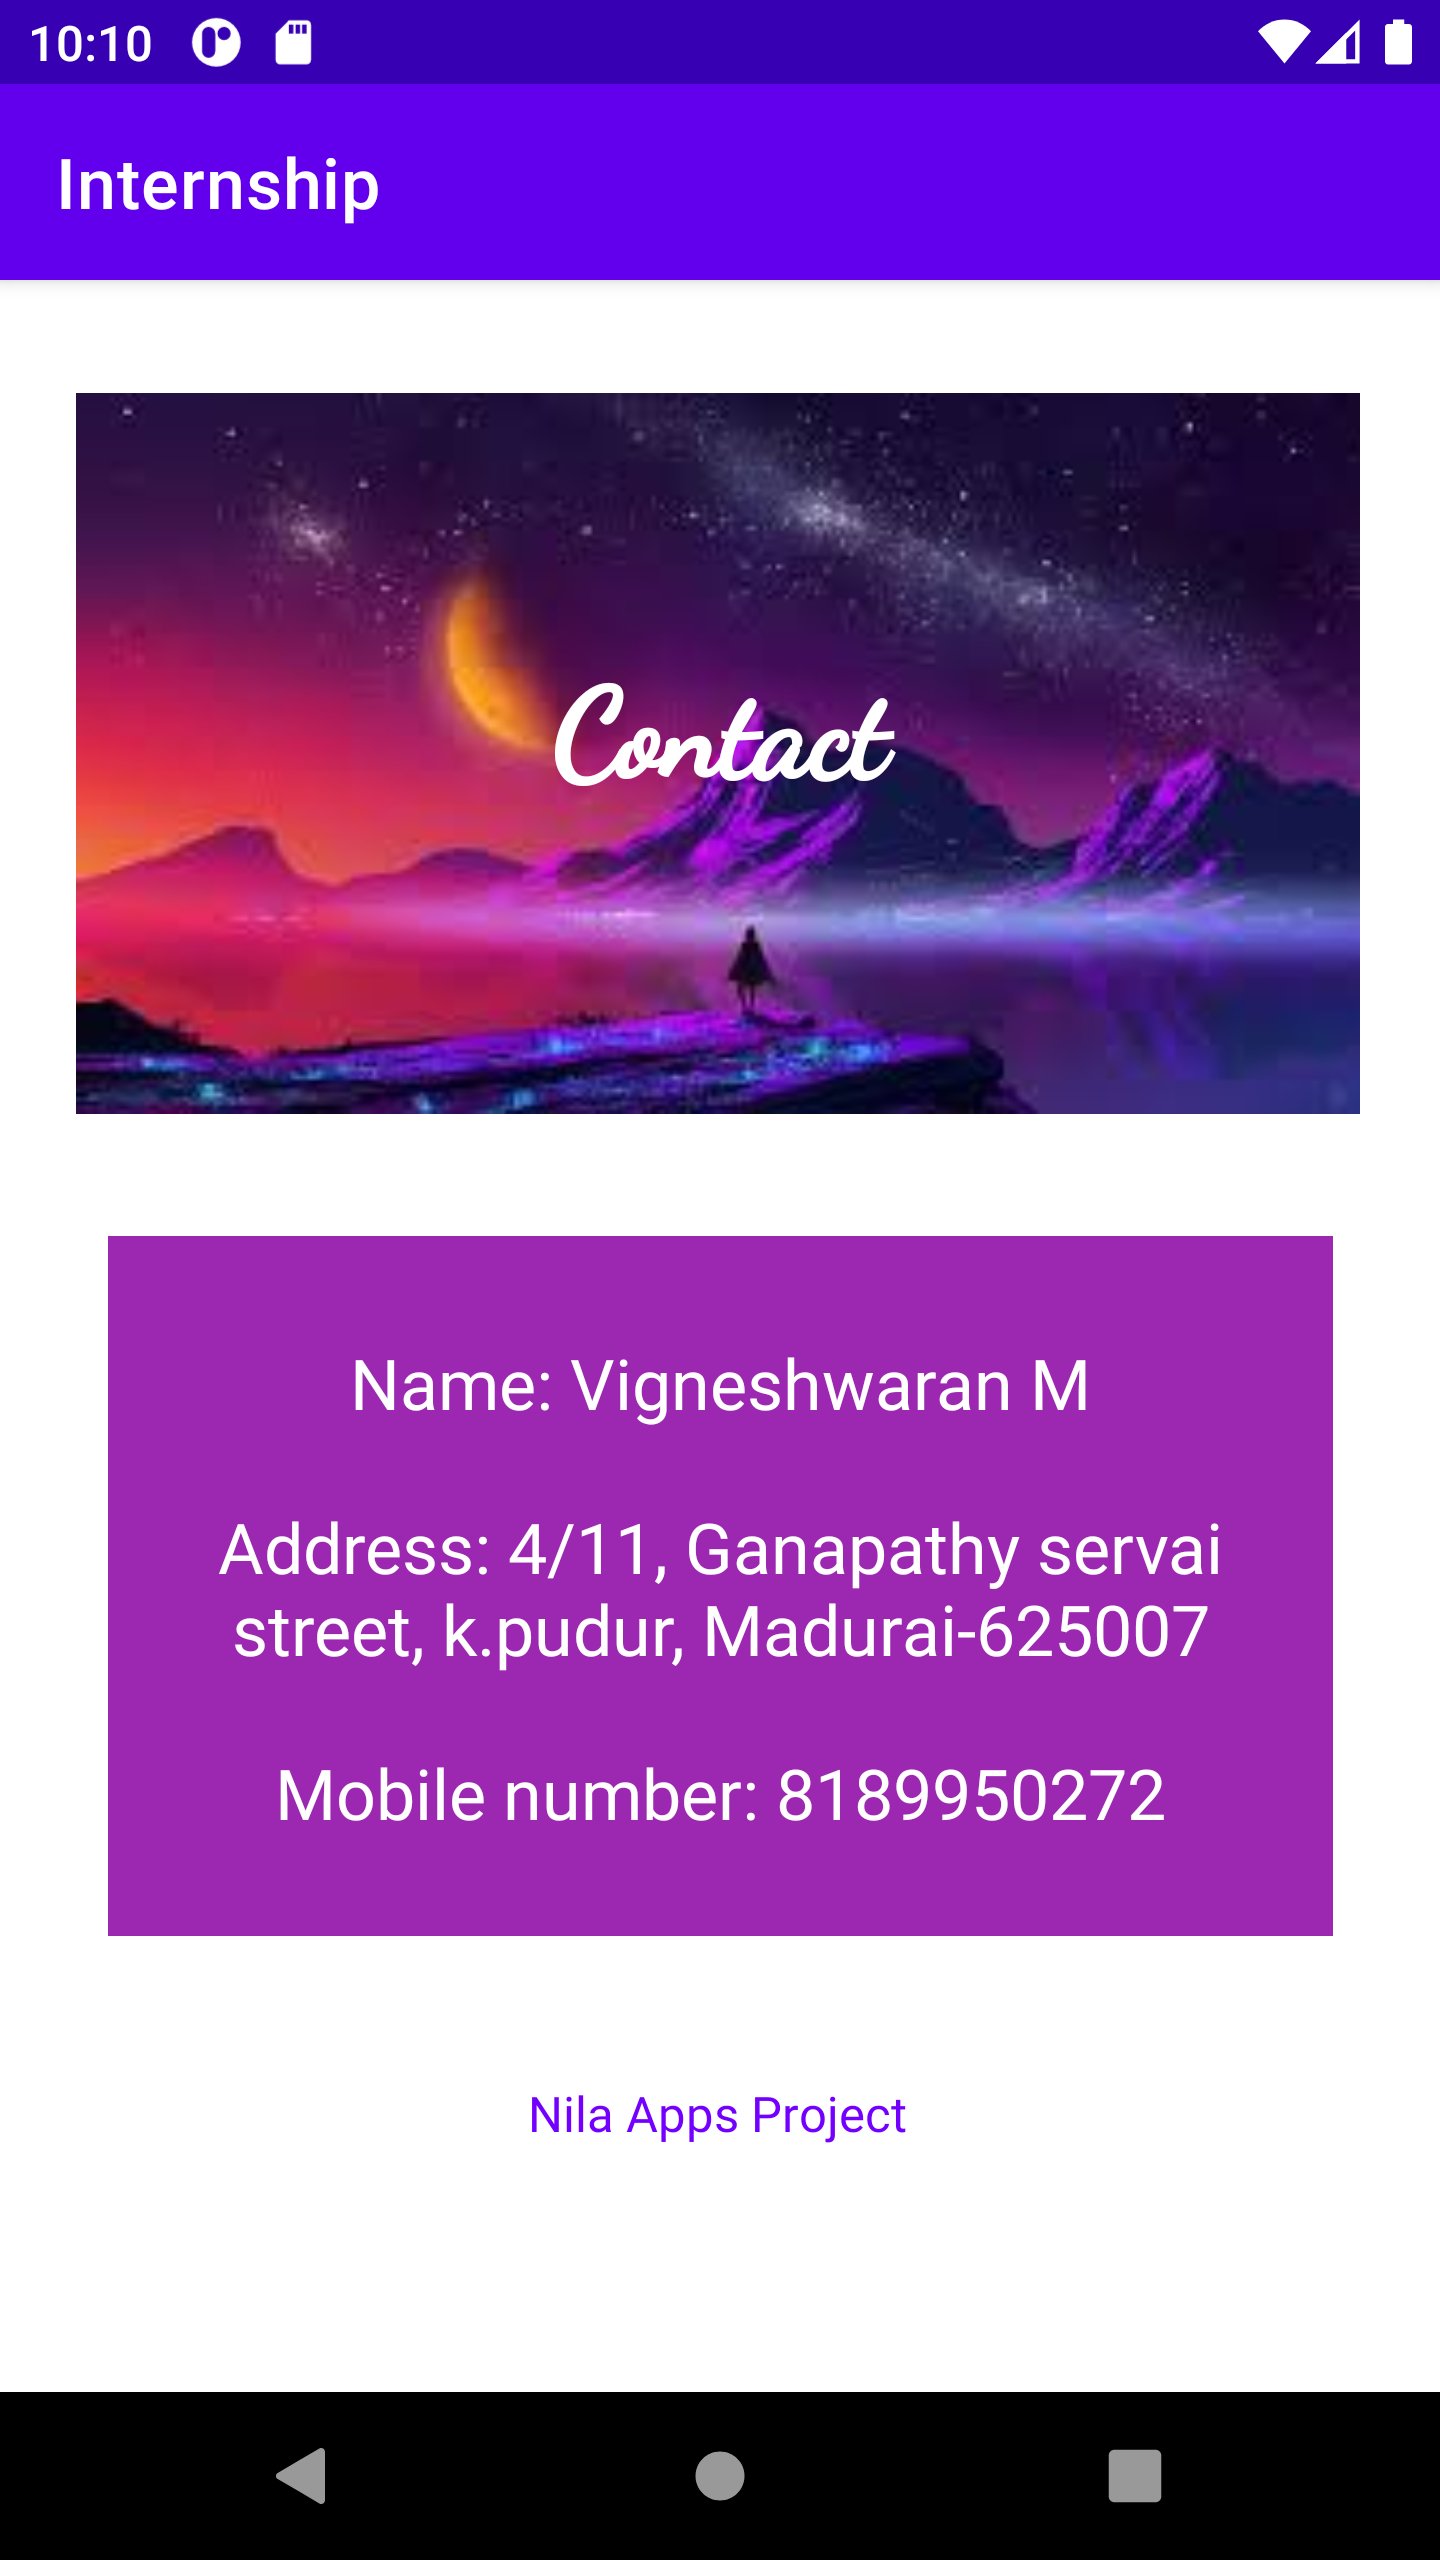 10:10
Internship
Contact
Name: Vigneshwaran M
Address: 4/11, Ganapathy servai
street, k.pudur, Madurai-625007
Mobile number: 8189950272
Nila Apps Project